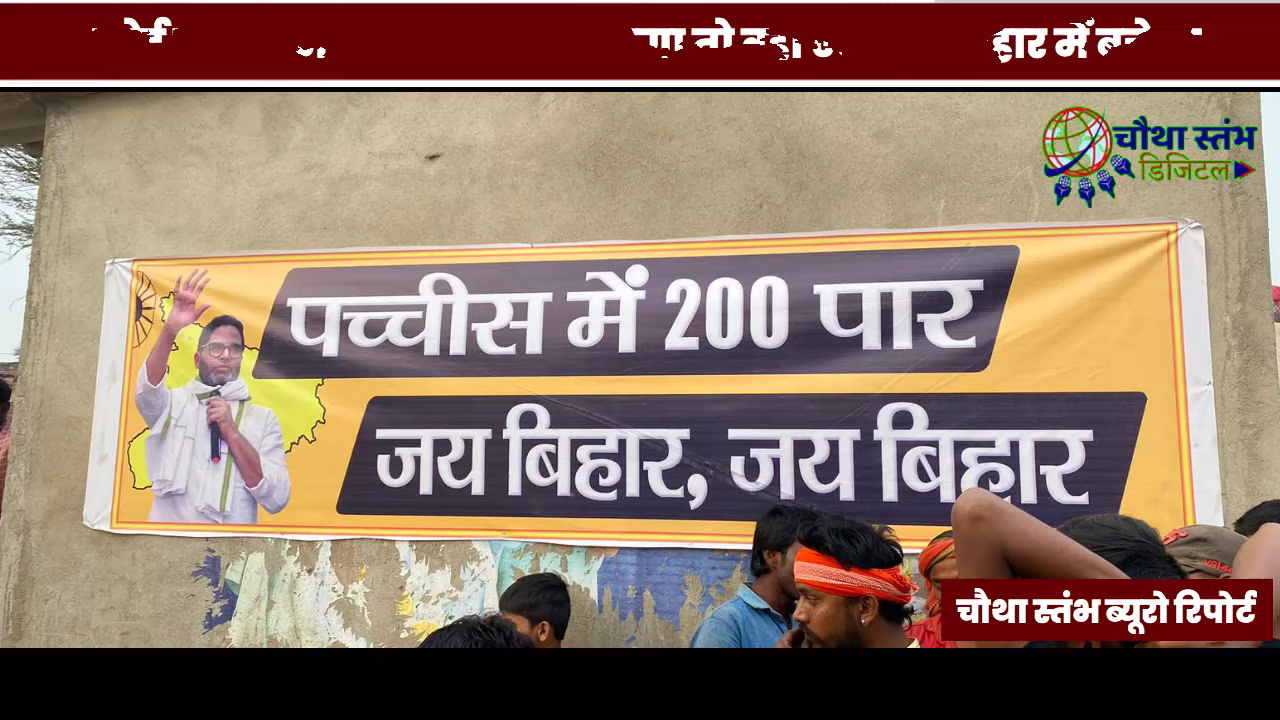 हार में
चौथा स्तंभ
डिजिटल
पच्चीस में 200 पार
जय बिहार, जय बिहार
चौथा स्तंभ ब्यूरो रिपोर्ट